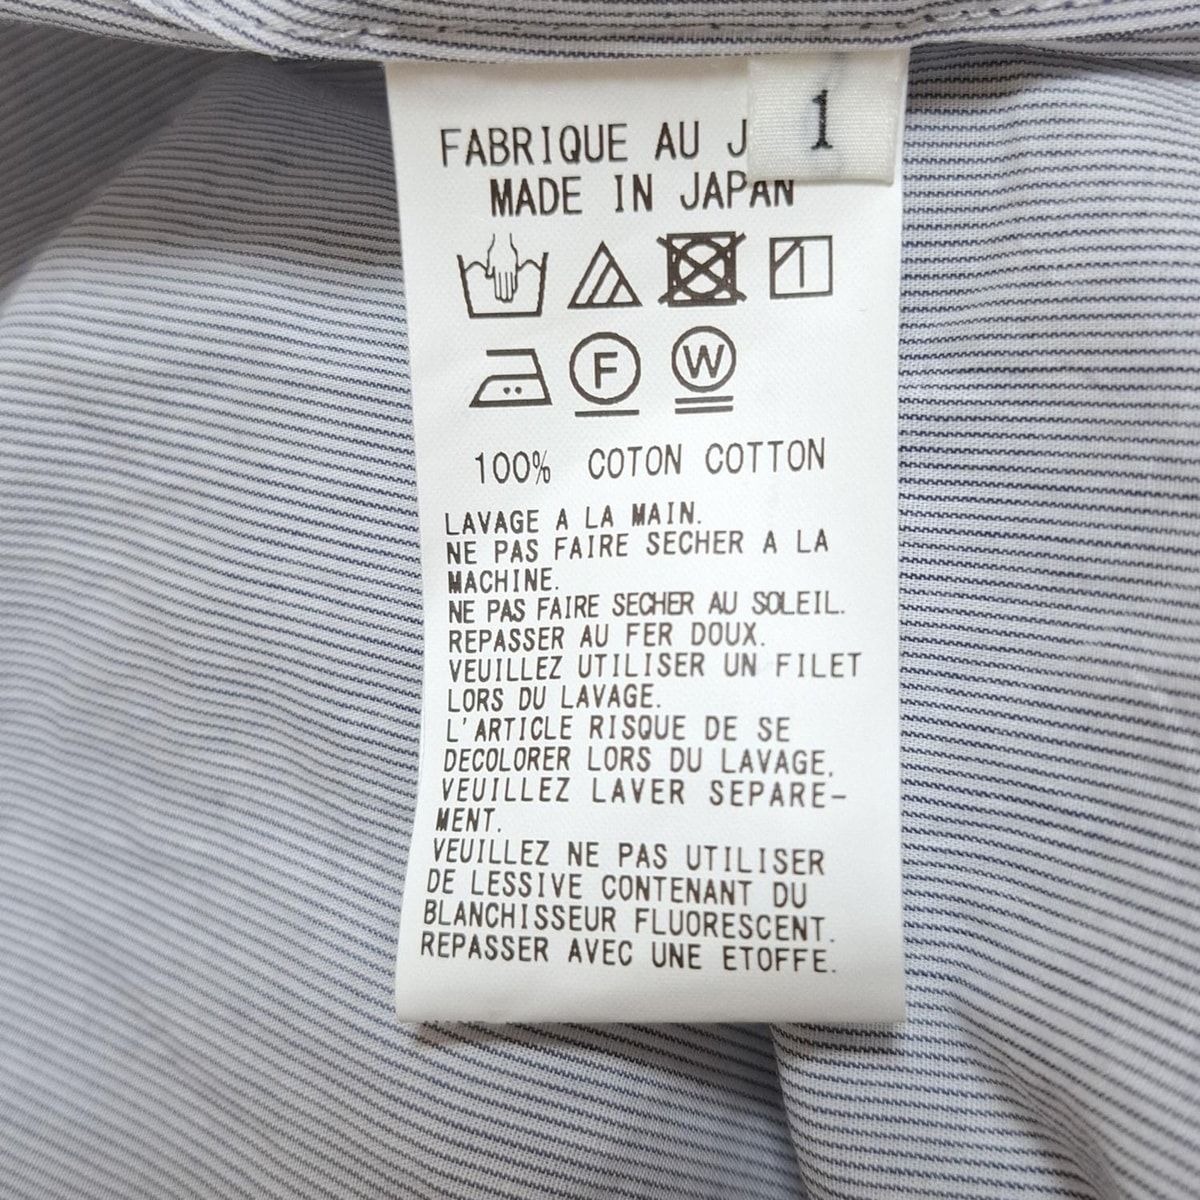 1
FABRIQUE AU J
MADE IN JAPAN
F
W
100% COTON COTTON
LAVAGE A LA MAIN.
NE PAS FAIRE SECHER A LA
MACHINE.
NE PAS FAIRE SECHER AU SOLEIL.
REPASSER AU FER DOUX.
VEUILLEZ UTILISER UN FILET
LORS DU LAVAGE.
L'ARTICLE RISQUE DE SE
DECOLORER LORS DU LAVAGE.
VEUILLEZ LAVER SEPARE-
MENT.
VEUILLEZ NE PAS UTILISER
DE LESSIVE CONTENANT DU
BLANCHISSEUR FLUORESCENT.
REPASSER AVEC UNE ETOFFE.